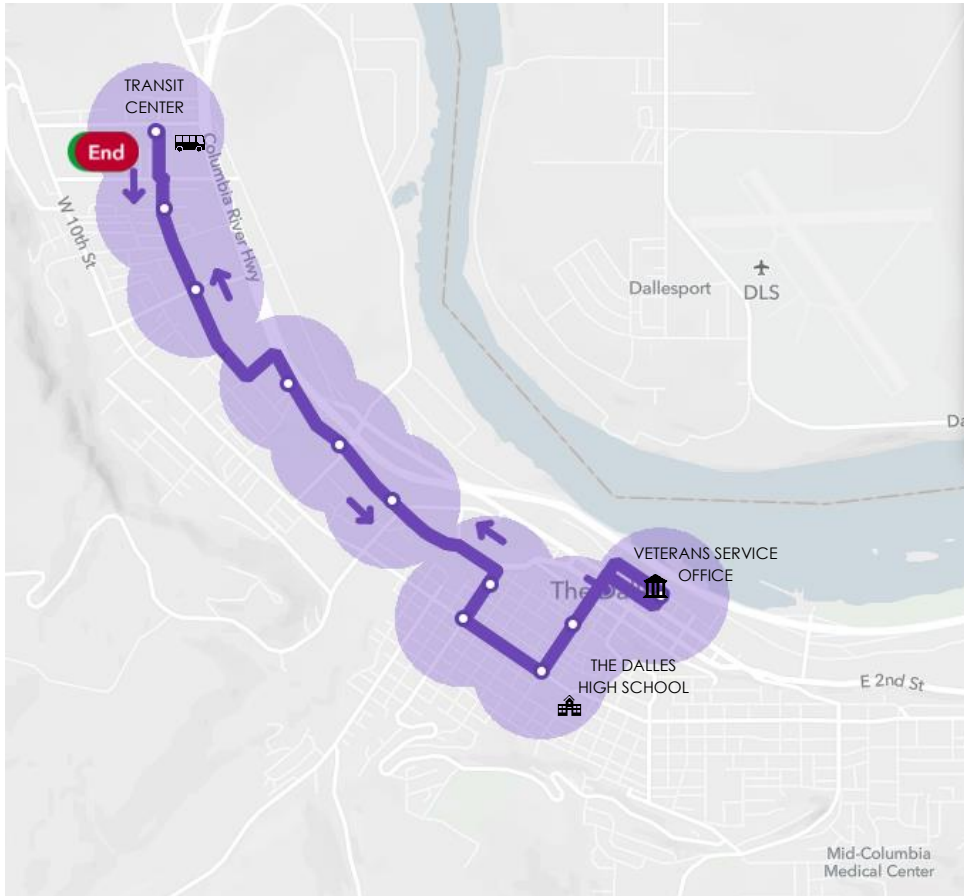 TRANSIT
CENTER
End
Columbia River Hwy
W 10th St
Dallesport
DLS
VETERANS SERVICE
OFFICE
THE DALLES
HIGH SCHOOL
E 2nd St
Mid-Columbia
Medical Center